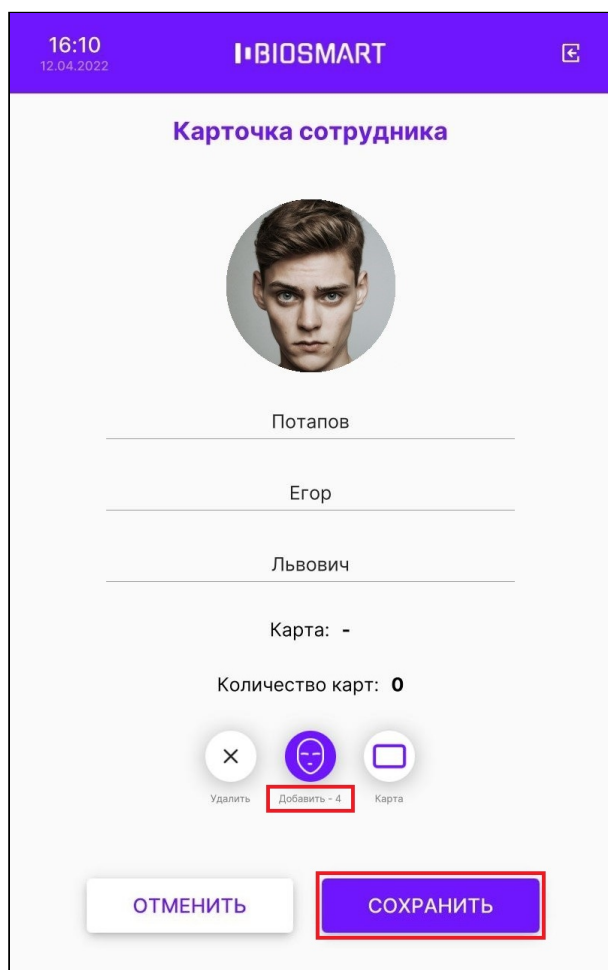 16:10
BIOSMART
12.04.2022
Карточка сотрудника
Потапов
Егор
Львович
Карта: -
Количество карт: 0
Удалить Добавить - 4 Карта
ОТМЕНИТЬ СОХРАНИТЬ